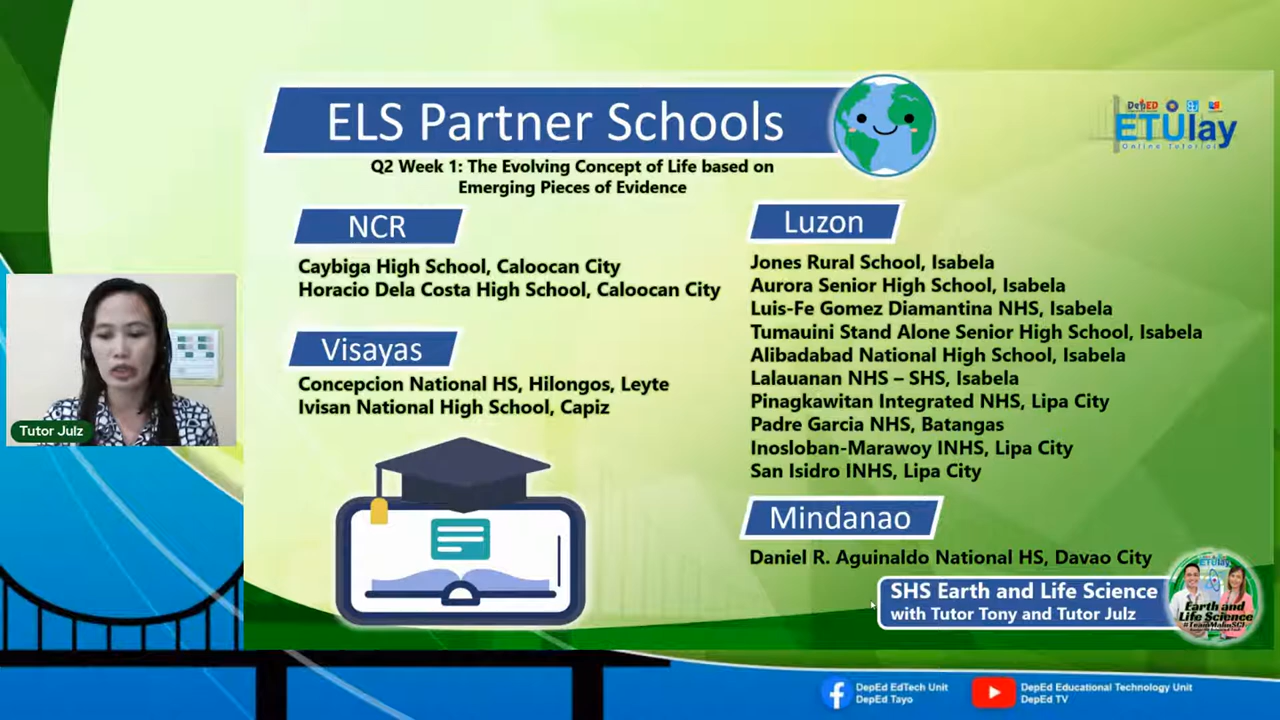 ELS Partner Schools
Q2 Week 1: The Evolving Concept of Life based on
Emerging Pieces of Evidence
DepED
ETUlay
Online Tutorial
NCR
Caybiga High School, Caloocan City
Horacio Dela Costa High School, Caloocan City
Visayas
Concepcion National HS, Hilongos, Leyte
Ivisan National High School, Capiz
Luzon
Jones Rural School, Isabela
Aurora Senior High School, Isabela
Luis-Fe Gomez Diamantina NHS, Isabela
Tumauini Stand Alone Senior High School, Isabela
Alibadabad National High School, Isabela
Lalauanan NHS – SHS, Isabela
Pinagkawitan Integrated NHS, Lipa City
Padre Garcia NHS, Batangas
Inosloban-Marawoy INHS, Lipa City
San Isidro INHS, Lipa City
Mindanao
Daniel R. Aguinaldo National HS, Davao City
SHS Earth and Life Science
with Tutor Tony and Tutor Julz
ETUlay
Earth and
Life Science
Tutor Julz
DepEd EdTech Unit
DepEd Tayo
DepEd Educational Technology Unit
DepEd TV